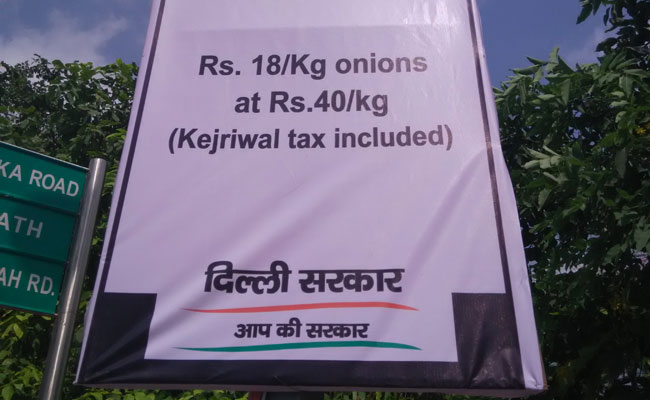 Rs. 18/Kg onions
at Rs.40/kg
(Kejriwal tax included)
दिल्ली सरकार
आप की सरकार
KA ROAD
ATH
AH RD.